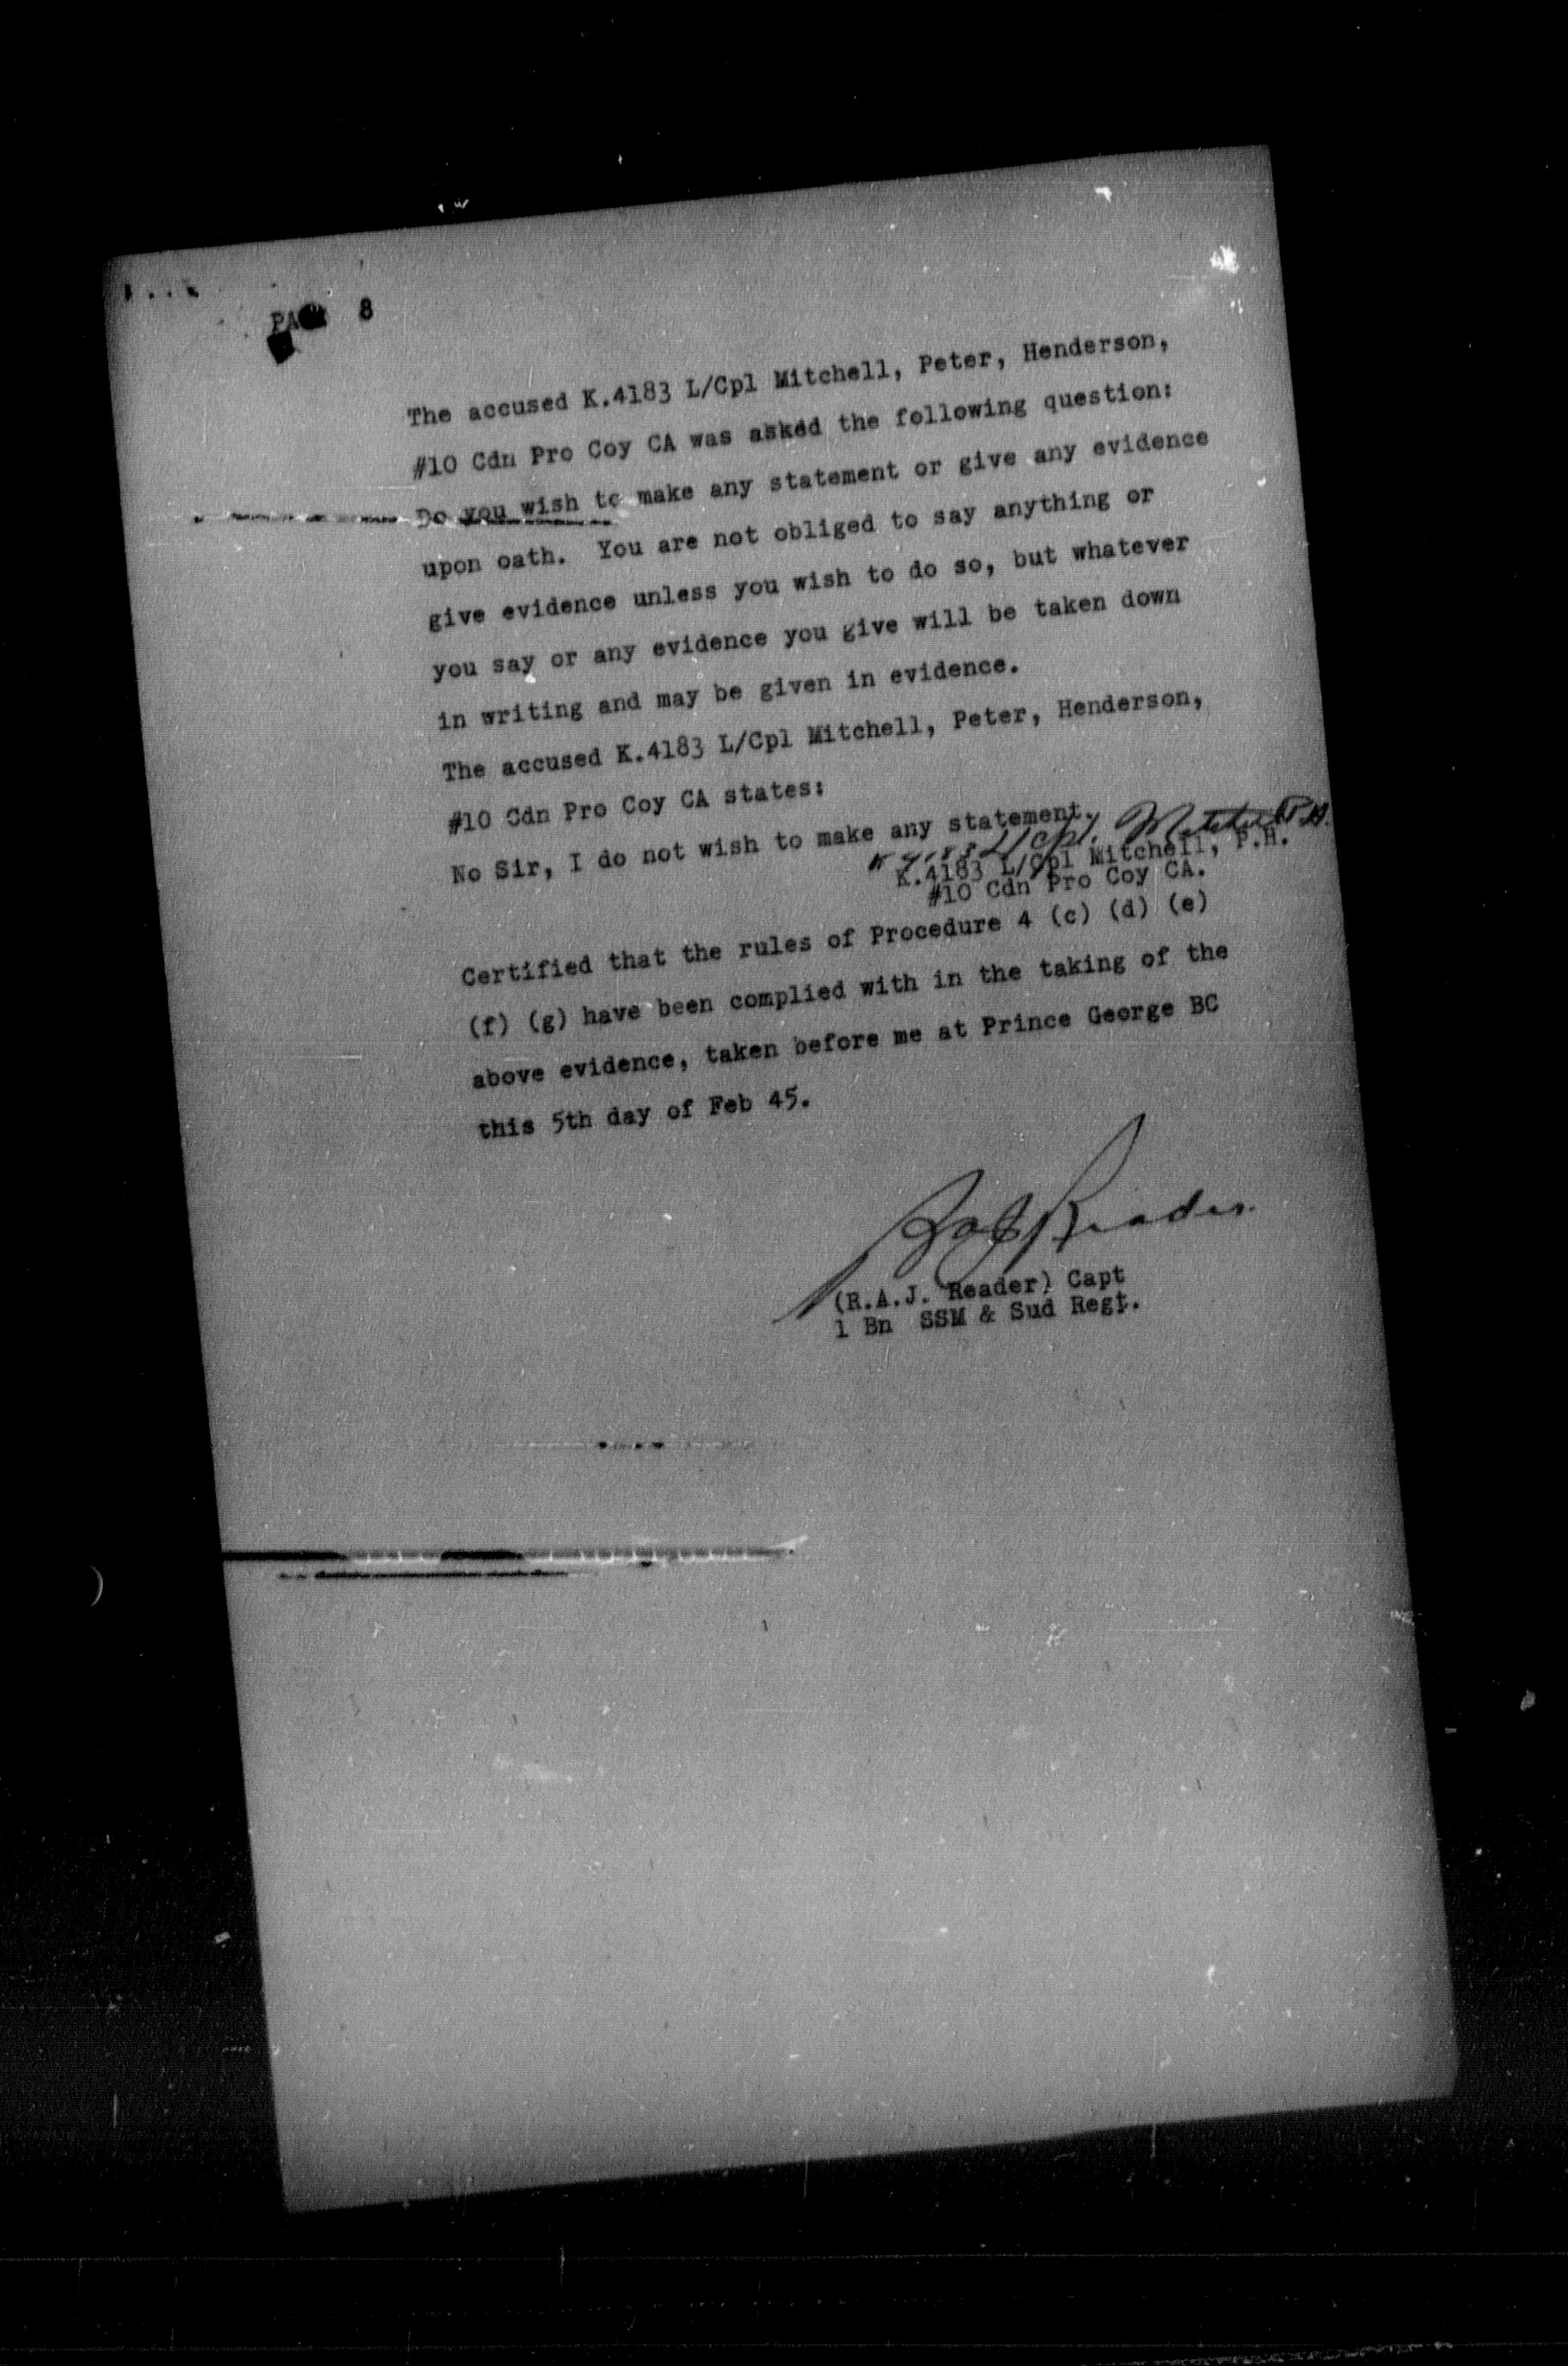 PAGE 8
The accused K.4183 L/Cpl Mitchell, Peter, Henderson,
#10 Cdn Pro Coy CA was asked the following question:
Do you wish to make any statement or give any evidence
upon oath. You are not obliged to say anything or
give evidence unless you wish to do so, but whatever
you say or any evidence you give will be taken down
in writing and may be given in evidence.
The accused K.4183 L/Cpl Mitchell, Peter, Henderson,
#10 Cdn Pro Coy CA states:
No Sir, I do not wish to make any statement.
K 4183 L/Cpl. Mitchell P.H.
K.4183 L/Cpl Mitchell, P.H.
#10 Cdn Pro Coy CA.
Certified that the rules of Procedure 4 (c) (d) (e)
(f) (g) have been complied with in the taking of the
above evidence, taken before me at Prince George BC
this 5th day of Feb 45.
RAJ Reader.
(R.A.J. Reader) Capt
1 Bn SSM & Sud Regt.